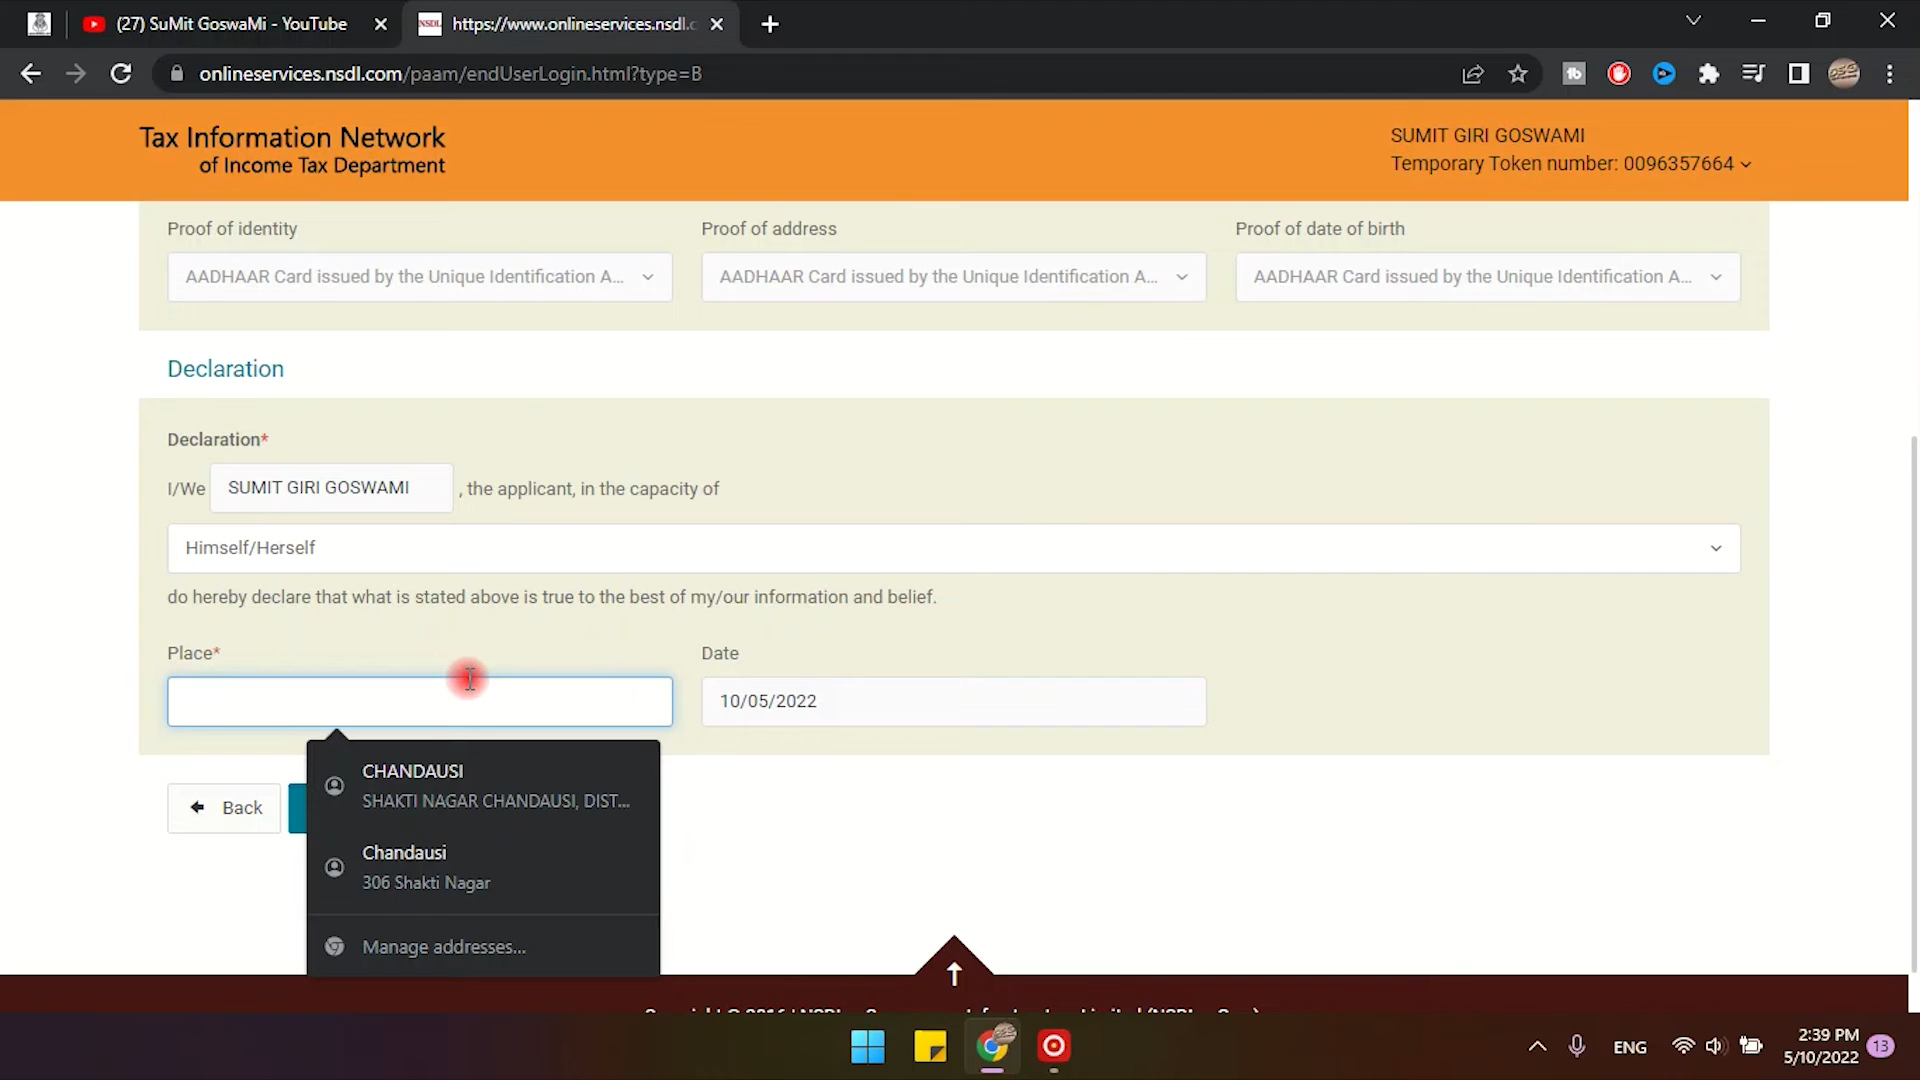 (27) SuMit GoswaMi - YouTube
NSDL https://www.onlineservices.nsdl.c
onlineservices.nsdl.com/paam/endUserLogin.html?type=B
Tax Information Network
of Income Tax Department
SUMIT GIRI GOSWAMI
Temporary Token number: 0096357664
Proof of identity
Proof of address
Proof of date of birth
AADHAAR Card issued by the Unique Identification A...
AADHAAR Card issued by the Unique Identification A...
AADHAAR Card issued by the Unique Identification A...
Declaration
Declaration*
I/We SUMIT GIRI GOSWAMI , the applicant, in the capacity of
Himself/Herself
do hereby declare that what is stated above is true to the best of my/our information and belief.
Place*
Date
10/05/2022
CHANDAUSI
SHAKTI NAGAR CHANDAUSI, DIST...
Back
Chandausi
306 Shakti Nagar
Manage addresses...
ENG
2:39 PM
5/10/2022
13